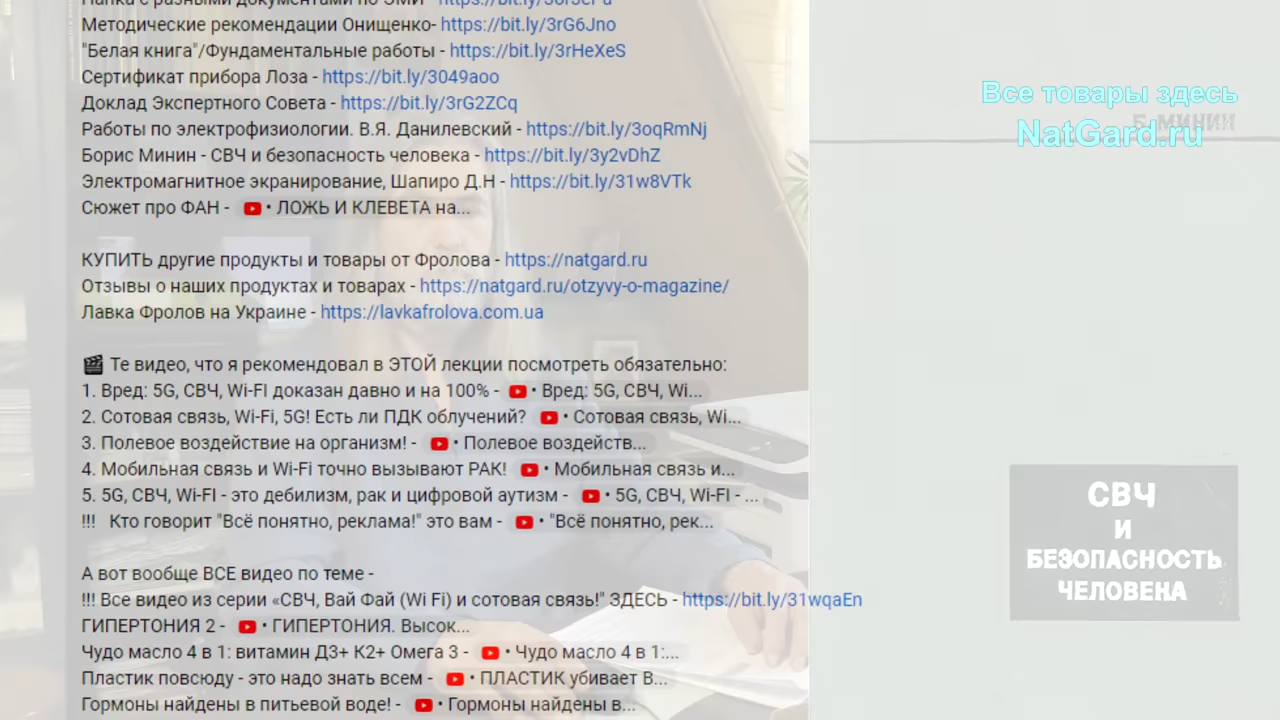 Папка с разными документами по ЭМИ -
Методические рекомендации Онищенко- https://bit.ly/3rG6Jno
"Белая книга"/Фундаментальные работы - https://bit.ly/3rHeXeS
Сертификат прибора Лоза - https://bit.ly/3049aoo
Доклад Экспертного Совета - https://bit.ly/3rG2ZCq
Работы по электрофизиологии. В.Я. Данилевский - https://bit.ly/3oqRmNj
Борис Минин - СВЧ и безопасность человека - https://bit.ly/3y2vDhZ
Электромагнитное экранирование, Шапиро Д.Н - https://bit.ly/31w8VTk
Сюжет про ФАН - • ЛОЖЬ И КЛЕВЕТА на...
КУПИТЬ другие продукты и товары от Фролова - https://natgard.ru
Отзывы о наших продуктах и товарах - https://natgard.ru/otzyvy-o-magazine/
Лавка Фролов на Украине - https://lavkafrolova.com.ua
Те видео, что я рекомендовал в ЭТОЙ лекции посмотреть обязательно:
1. Вред: 5G, СВЧ, Wi-FI доказан давно и на 100% - • Вред: 5G, СВЧ, Wi...
2. Сотовая связь, Wi-Fi, 5G! Есть ли ПДК облучений? • Сотовая связь, Wi...
3. Полевое воздействие на организм! - • Полевое воздейств...
4. Мобильная связь и Wi-Fi точно вызывают РАК! • Мобильная связь и...
5. 5G, СВЧ, Wi-FI - это дебилизм, рак и цифровой аутизм - • 5G, СВЧ, Wi-FI - ...
!!! Кто говорит "Всё понятно, реклама!" это вам - • "Всё понятно, рек...
А вот вообще ВСЕ видео по теме -
!!! Все видео из серии «СВЧ, Вай Фай (Wi Fi) и сотовая связь!" ЗДЕСЬ - https://bit.ly/31wqaEn
ГИПЕРТОНИЯ 2 - • ГИПЕРТОНИЯ. Высок...
Чудо масло 4 в 1: витамин Д3+ К2+ Омега 3 - • Чудо масло 4 в 1:...
Пластик повсюду - это надо знать всем - • ПЛАСТИК убивает В...
Гормоны найдены в питьевой воде! - • Гормоны найдены в...
Все товары здесь
Б.МИНИН
NatGard.ru
СВЧ
И
БЕЗОПАСНОСТЬ
ЧЕЛОВЕКА